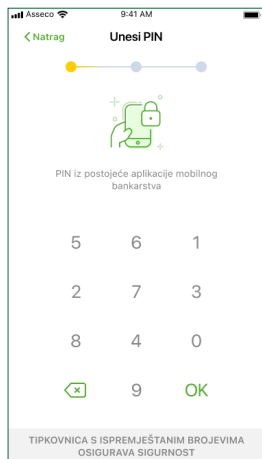 Asseco 9:41 AM
Natrag Unesi PIN
PIN iz postojeće aplikacije mobilnog
bankarstva
5 6 1
2 7 3
8 4 0
9 OK
TIPKOVNICA S ISPREMJEŠTANIM BROJEVIMA
OSIGURAVA SIGURNOST